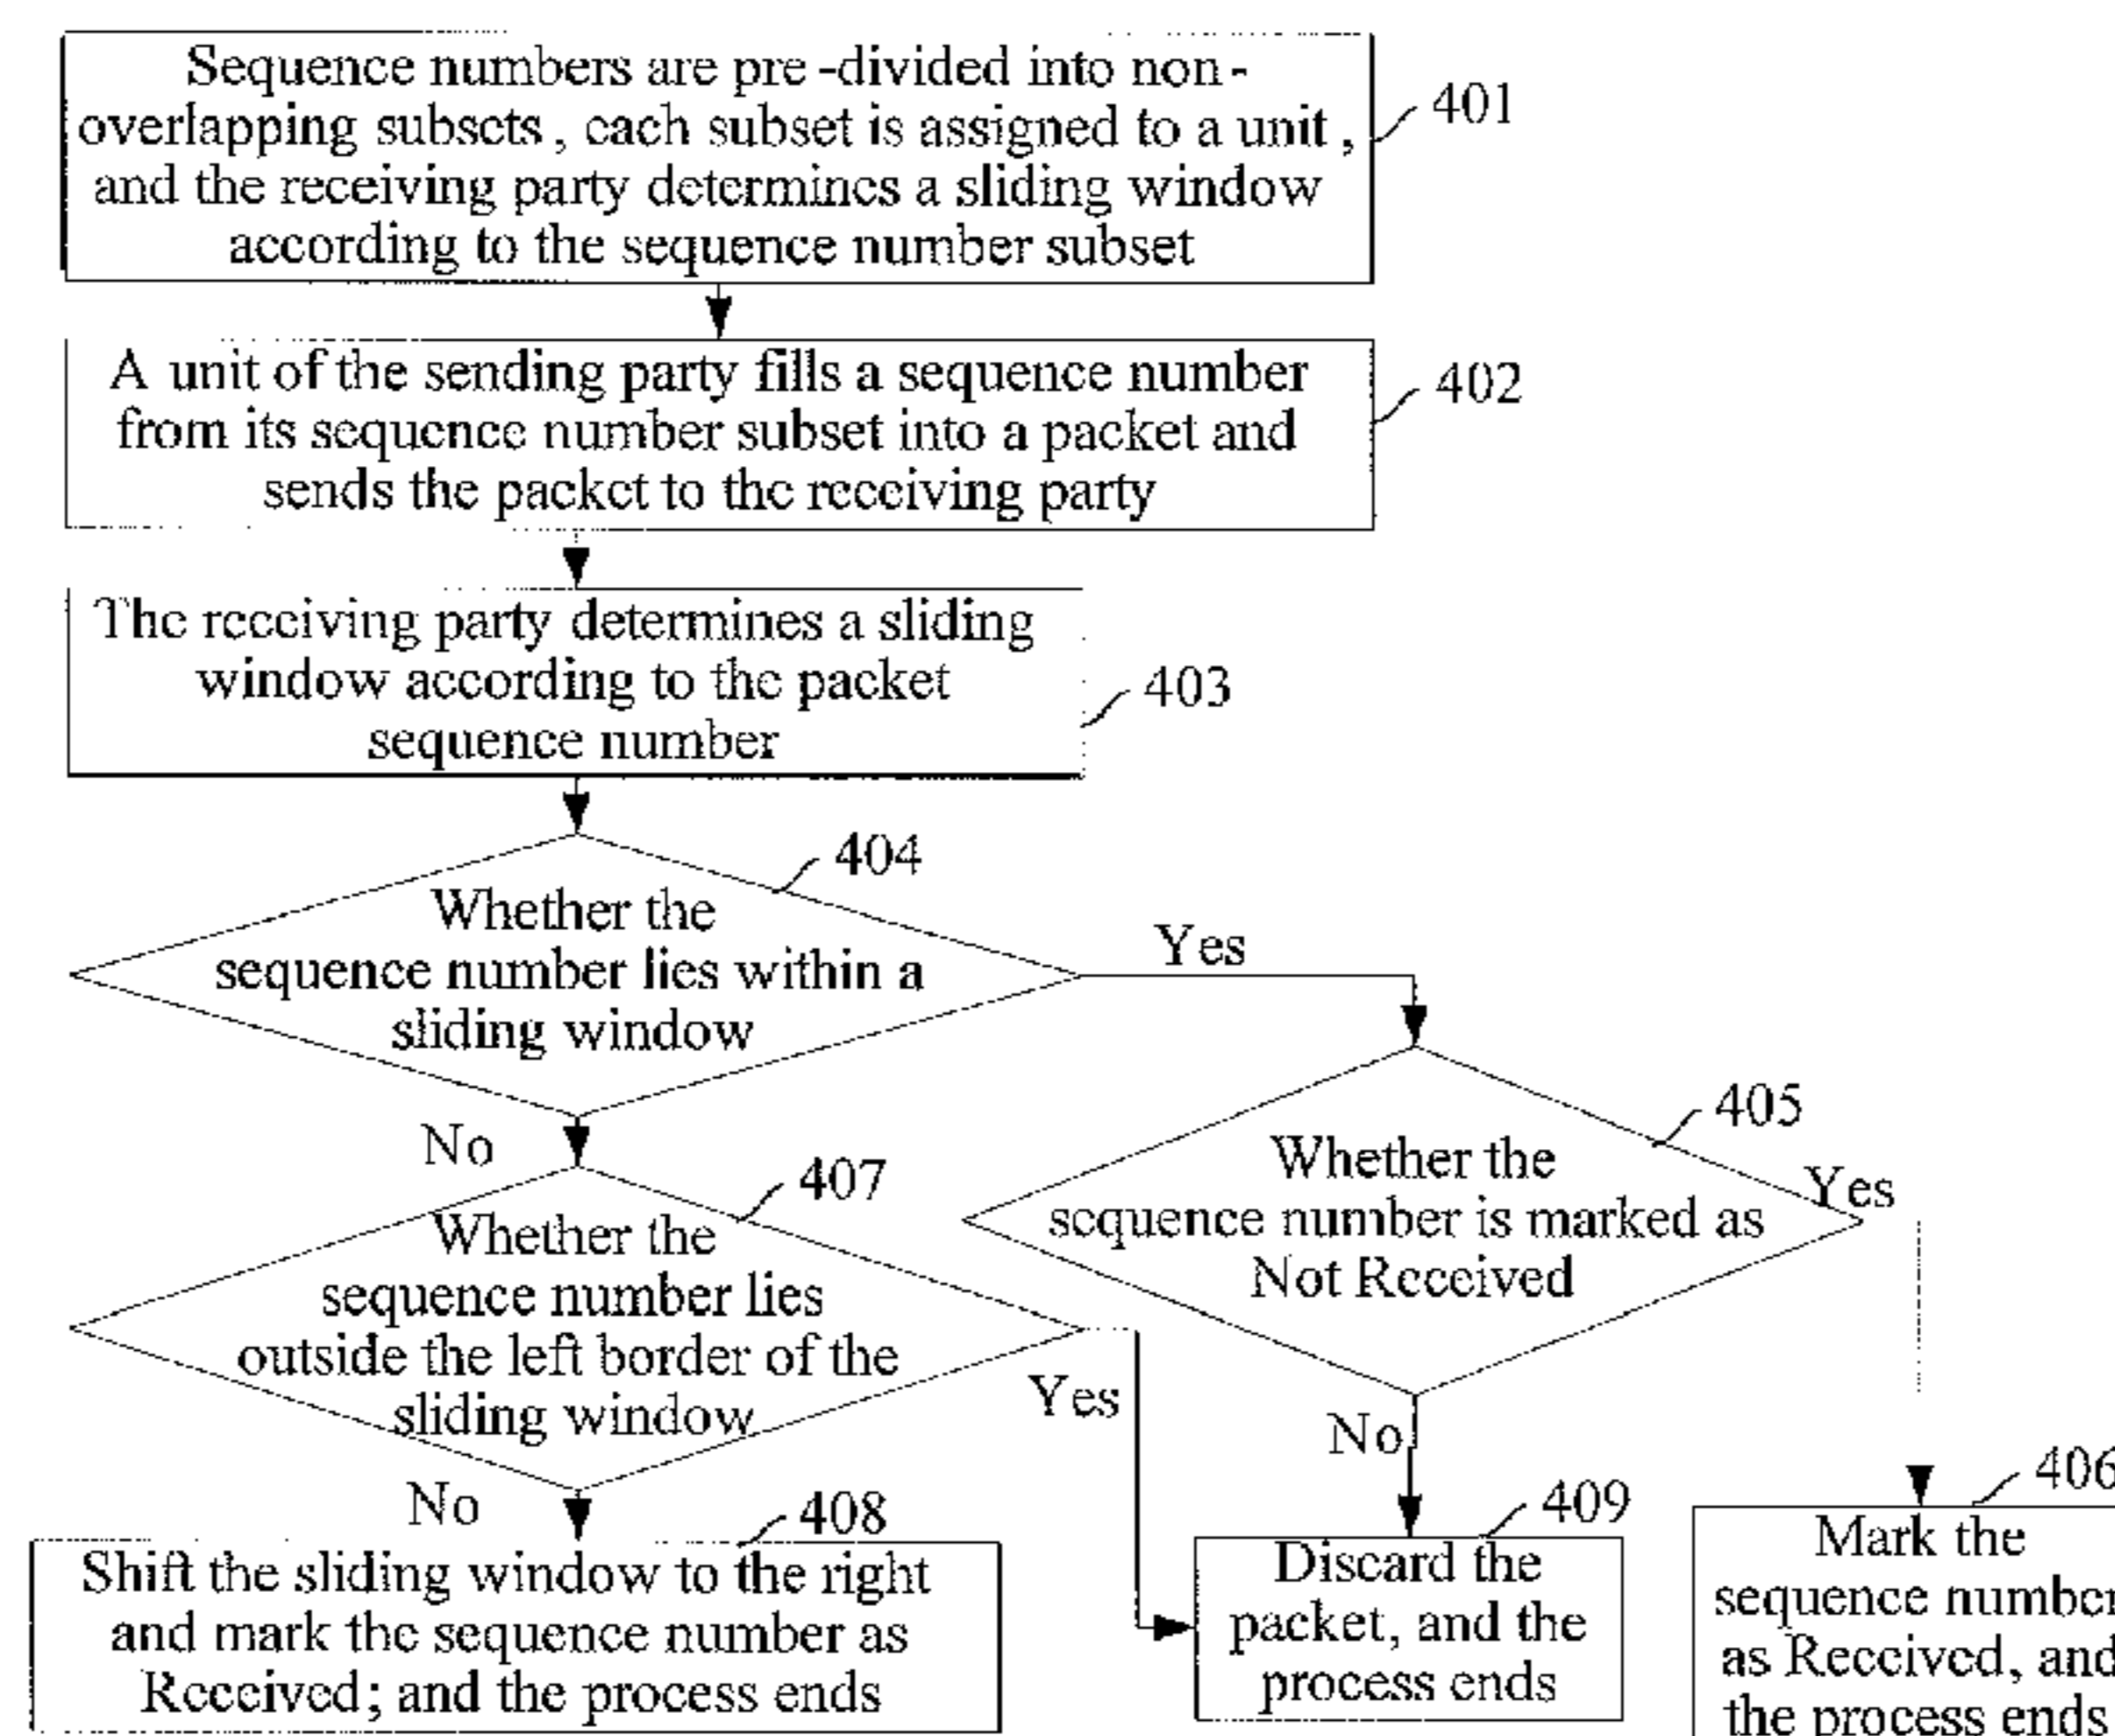 Sequence numbers are pre-divided into non-
overlapping subsets, each subset is assigned to a unit,
and the receiving party determines a sliding window
according to the sequence number subset
401
A unit of the sending party fills a sequence number
from its sequence number subset into a packet and
sends the packet to the receiving party
402
The receiving party determines a sliding
window according to the packet
sequence number
403
404
Whether the
sequence number lies within a
sliding window
Yes
No
405
Whether the
sequence number is marked as
Not Received
Yes
No
407
Whether the
sequence number lies
outside the left border of the
sliding window
Yes
No
408
Shift the sliding window to the right
and mark the sequence number as
Received; and the process ends
409
Discard the
packet, and the
process ends
406
Mark the
sequence number
as Received, and
the process ends